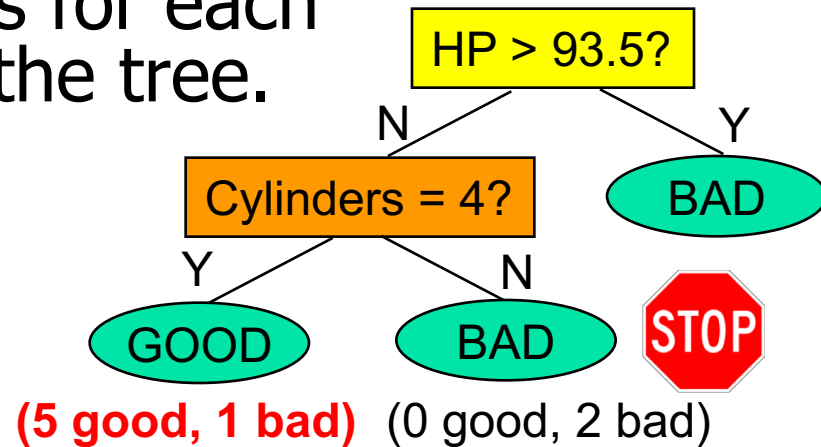 s for each
the tree.
HP > 93.5?
N
Y
Cylinders = 4?
BAD
Y
N
GOOD
BAD
STOP
(5 good, 1 bad) (0 good, 2 bad)